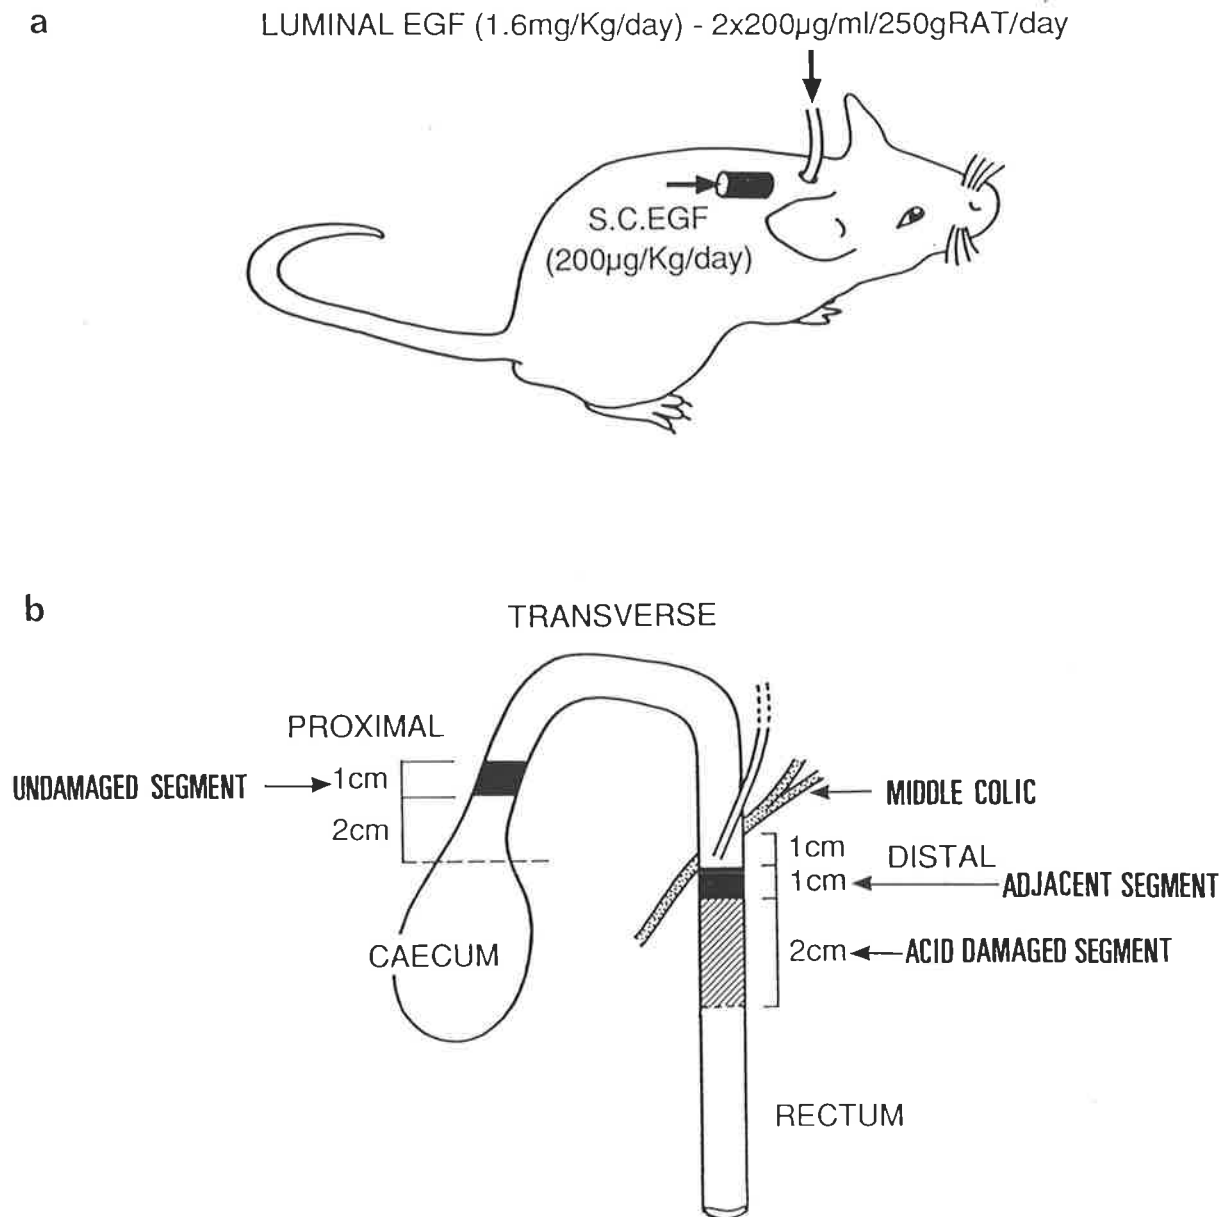 a
LUMINAL EGF (1.6mg/Kg/day) - 2x200µg/ml/250gRAT/day
S.C.EGF
(200µg/Kg/day)
b
TRANSVERSE
PROXIMAL
UNDAMAGED SEGMENT
1cm
2cm
CAECUM
MIDDLE COLIC
1cm
DISTAL
1cm
ADJACENT SEGMENT
2cm
ACID DAMAGED SEGMENT
RECTUM